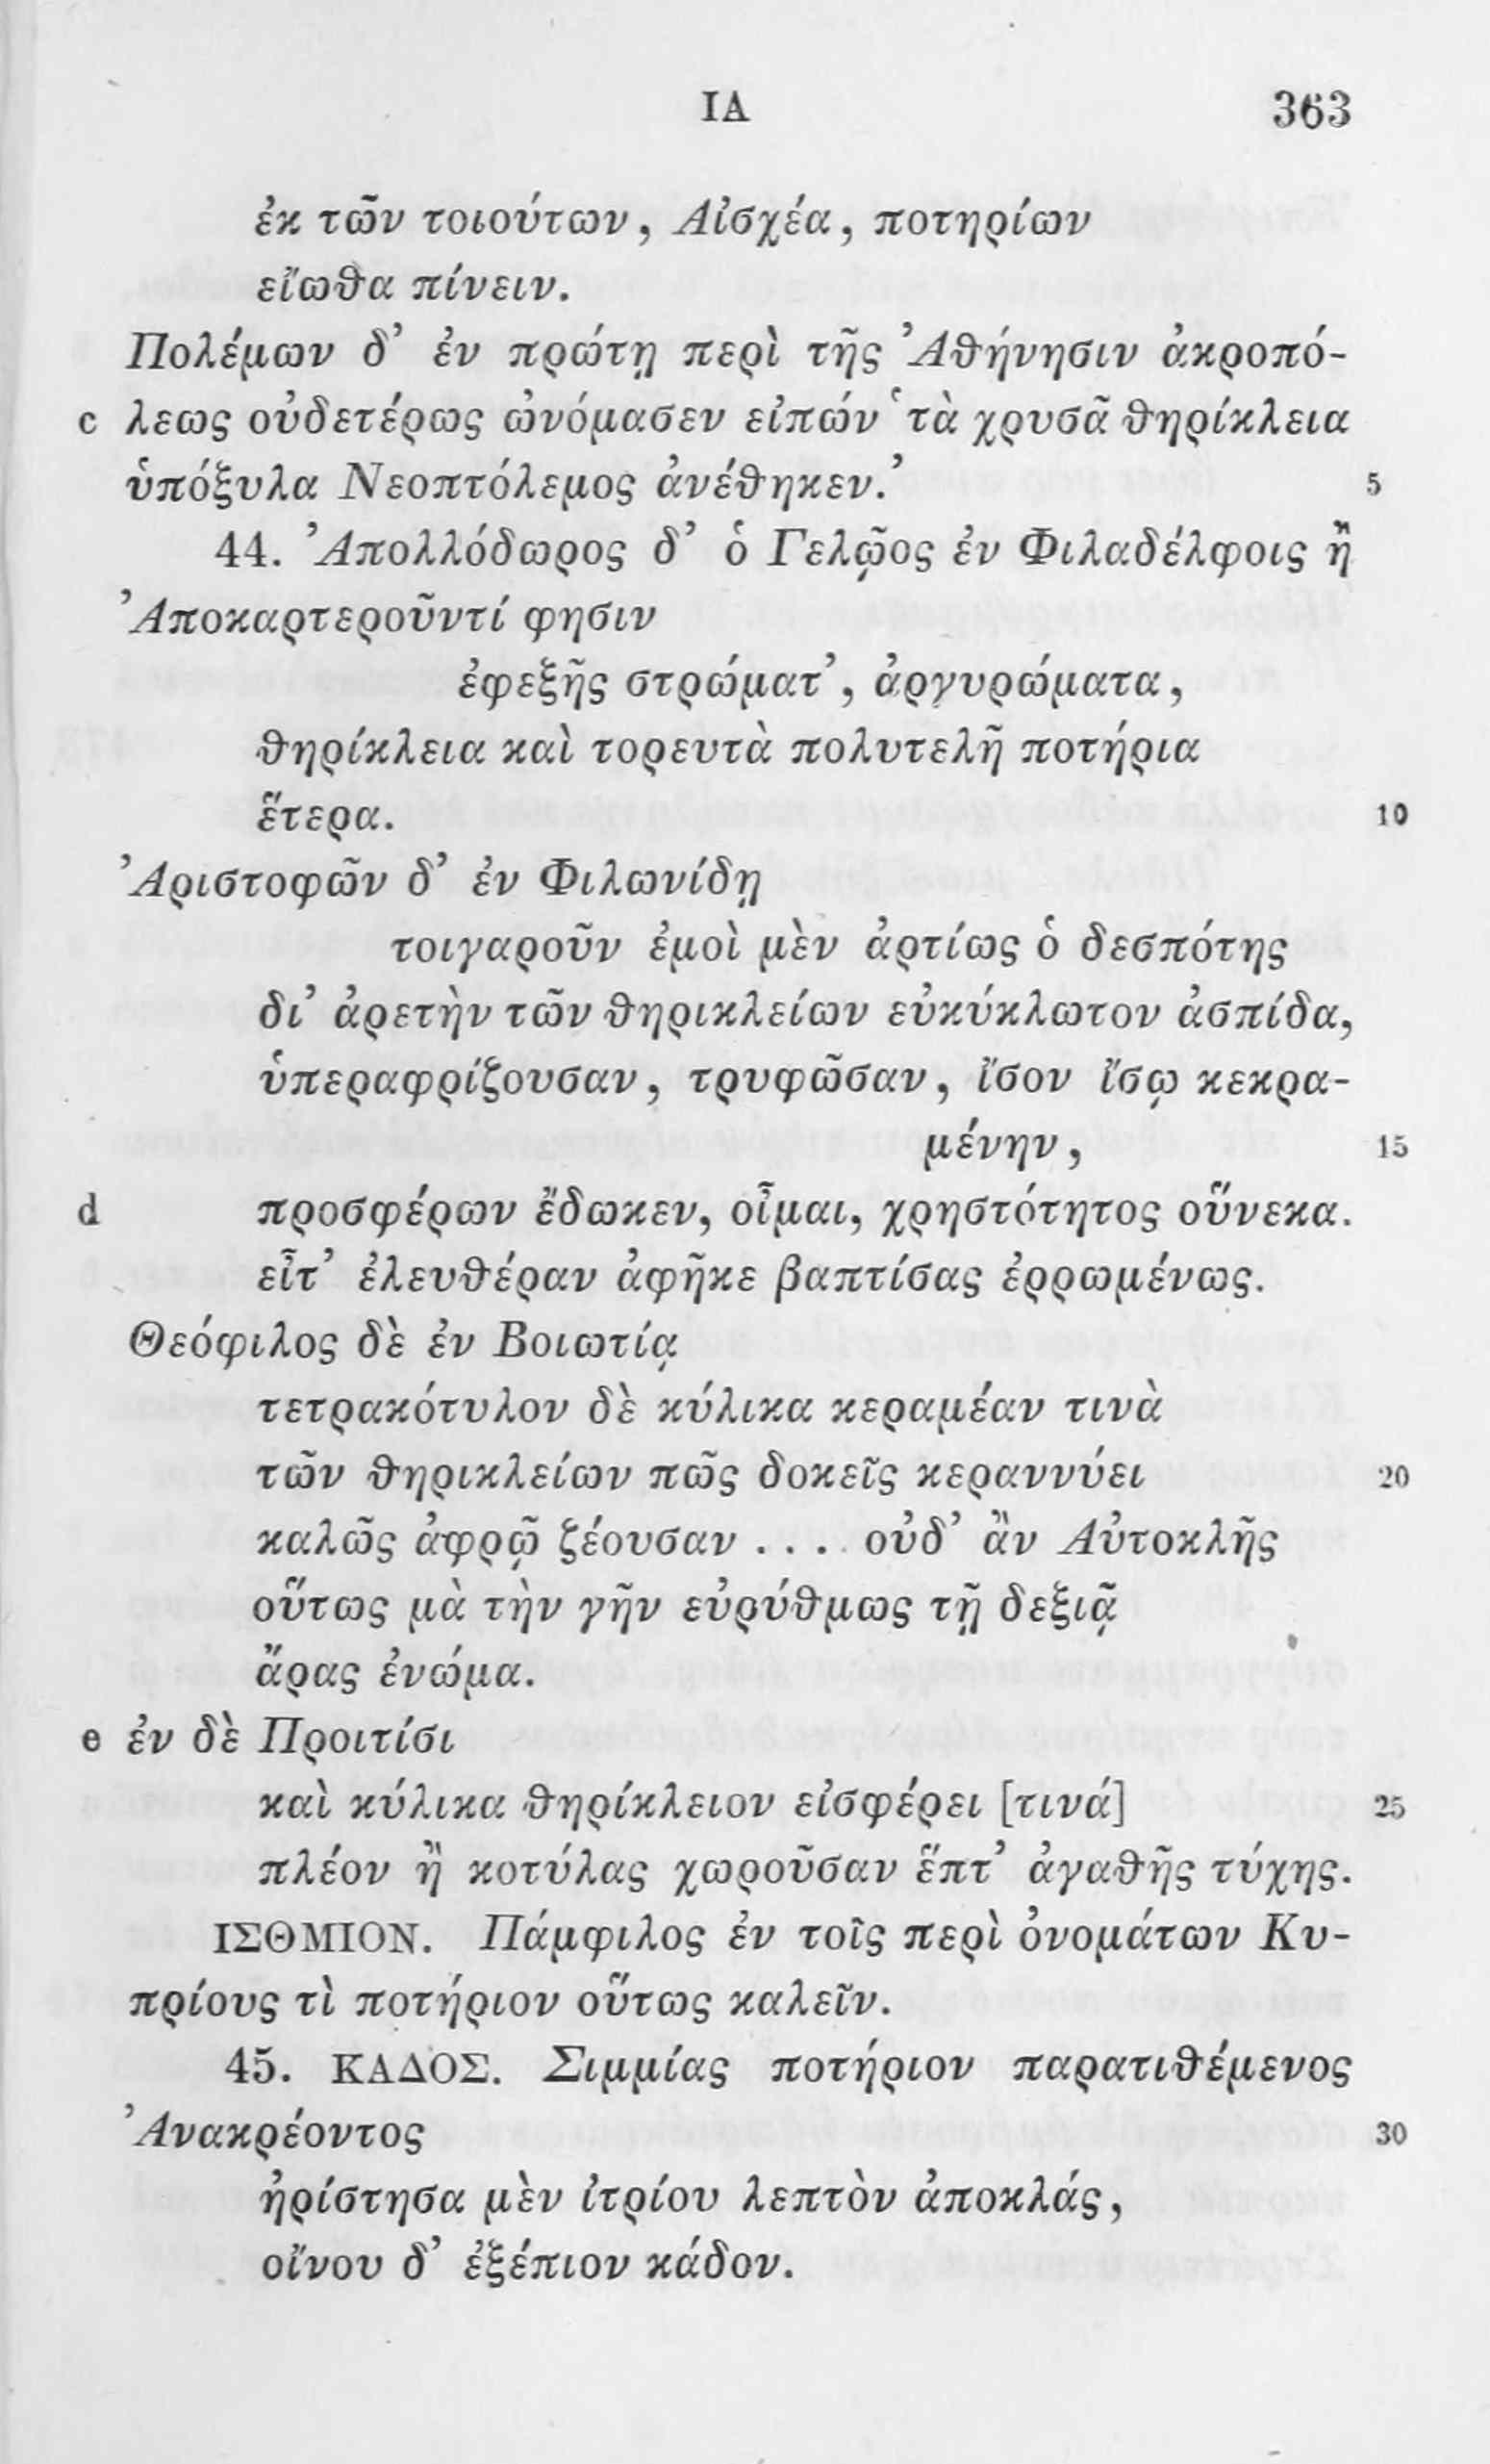 ΙΑ 363
ἐκ τῶν τοιούτων, Αἰσχέα, ποτηρίων
εἴωθα πίνειν.
Πολέμων δ’ ἐν πρώτῃ περὶ τῆς Ἀθήνησιν ἀκροπό-
c λεως οὐδετέρως ὠνόμασεν εἰπών ‘τὰ χρυσᾶ θηρίκλεια
ὑπόξυλα Νεοπτόλεμος ἀνέθηκεν.’ 5
44. Ἀπολλόδωρος δ’ ὁ Γελῷος ἐν Φιλαδέλφοις ἢ
Ἀποκαρτεροῦντί φησιν
ἐφεξῆς στρώματ’, ἀργυρώματα,
θηρίκλεια καὶ τορευτὰ πολυτελῆ ποτήρια
ἕτερα. 10
Ἀριστοφῶν δ’ ἐν Φιλωνίδῃ
τοιγαροῦν ἐμοὶ μὲν ἀρτίως ὁ δεσπότης
δι’ ἀρετὴν τῶν θηρικλείων εὐκύκλωτον ἀσπίδα,
ὑπεραφρίζουσαν, τρυφῶσαν, ἴσον ἴσῳ κεκρα-
μένην, 15
d προσφέρων ἔδωκεν, οἶμαι, χρηστότητος οὕνεκα.
εἶτ’ ἐλευθέραν ἀφῆκε βαπτίσας ἐρρωμένως.
Θεόφιλος δὲ ἐν Βοιωτίᾳ
τετρακότυλον δὲ κύλικα κεραμέαν τινὰ
τῶν θηρικλείων πῶς δοκεῖς κεραννύει 20
καλῶς ἀφρῷ ζέουσαν . . . οὐδ’ ἂν Αὐτοκλῆς
οὕτως μὰ τὴν γῆν εὐρύθμως τῇ δεξιᾷ
ἄρας ἐνώμα.
e ἐν δὲ Προιτίσι
καὶ κύλικα θηρίκλειον εἰσφέρει [τινά] 25
πλέον ἢ κοτύλας χωροῦσαν ἕπτ’ ἀγαθῆς τύχης.
ΙΣΘΜΙΟΝ. Πάμφιλος ἐν τοῖς περὶ ὀνομάτων Κυ-
πρίους τὶ ποτήριον οὕτως καλεῖν.
45. ΚΑΔΟΣ. Σιμμίας ποτήριον παρατιθέμενος
Ἀνακρέοντος 30
ἠρίστησα μὲν ἰτρίου λεπτὸν ἀποκλάς,
οἴνου δ’ ἐξέπιον κάδον.